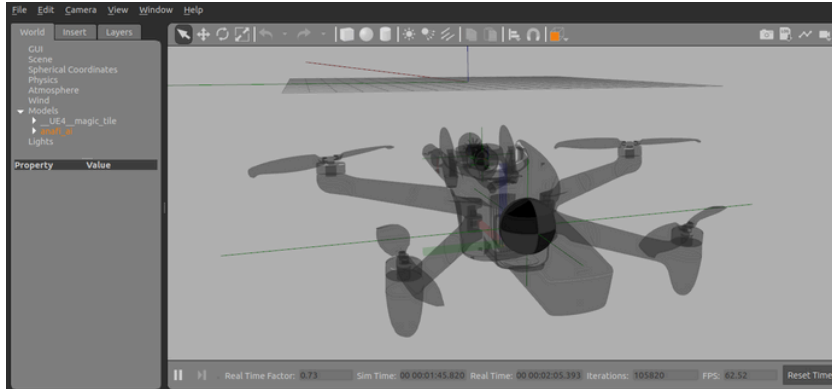 File Edit Camera View Window Help
World Insert Layers
GUI
Scene
Spherical Coordinates
Physics
Atmosphere
Wind
Models
__UE4__magic_tile
anafi_ai
Lights
Property Value
Real Time Factor: 0.73 Sim Time: 00 00:01:45.820 Real Time: 00 00:02:05.393 Iterations: 105820 FPS: 62.52 Reset Time